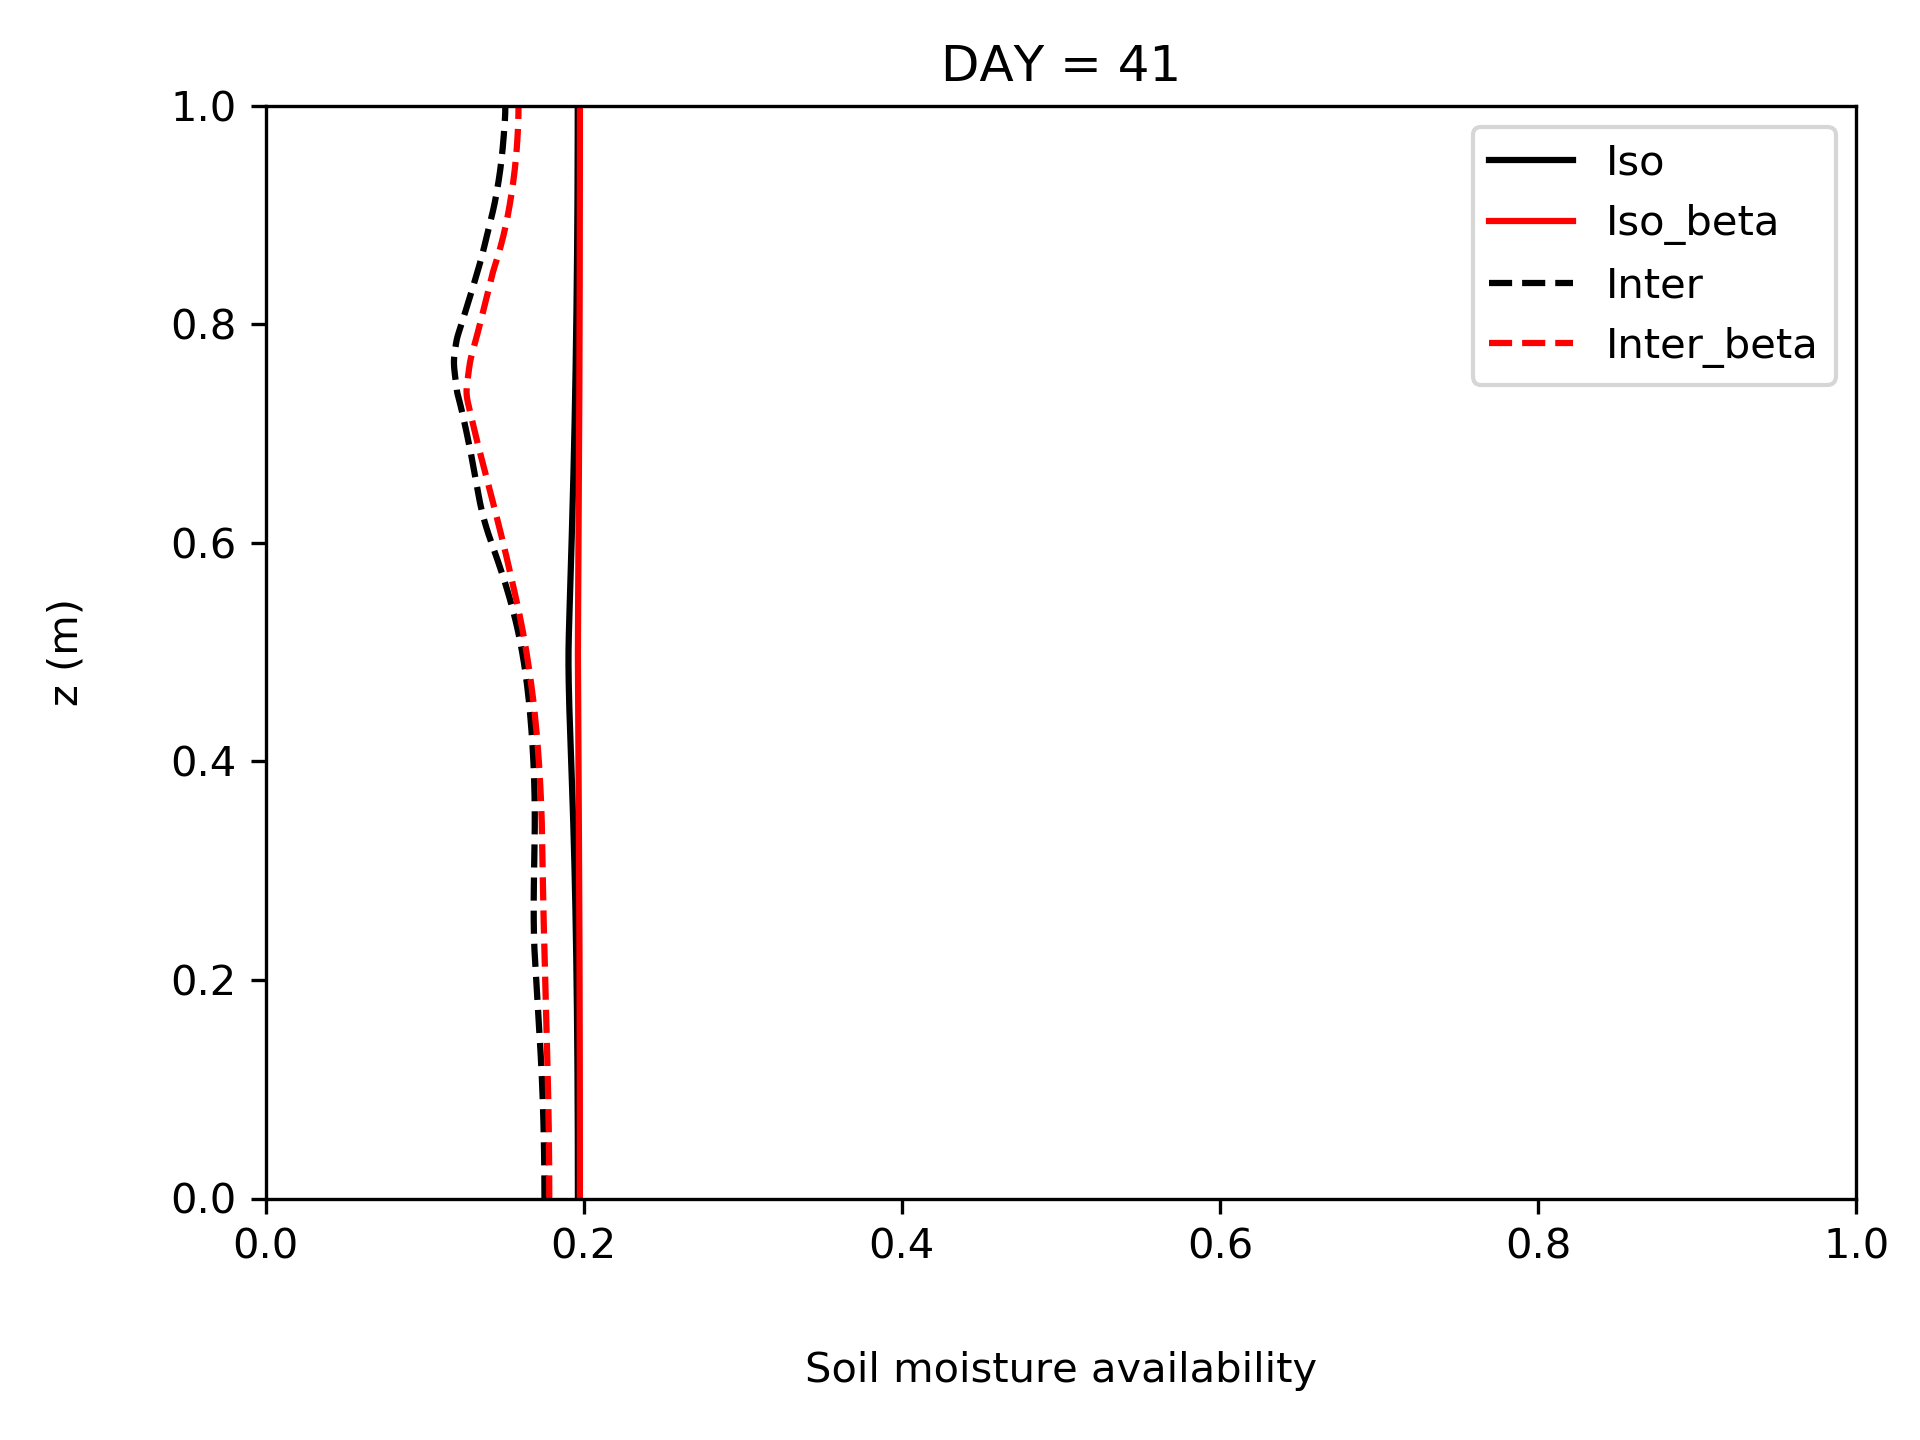 DAY = 41
1.0
0.8
0.6
0.4
0.2
0.0
z (m)
0.0 0.2 0.4 0.6 0.8 1.0
Soil moisture availability
Iso
Iso_beta
Inter
Inter_beta